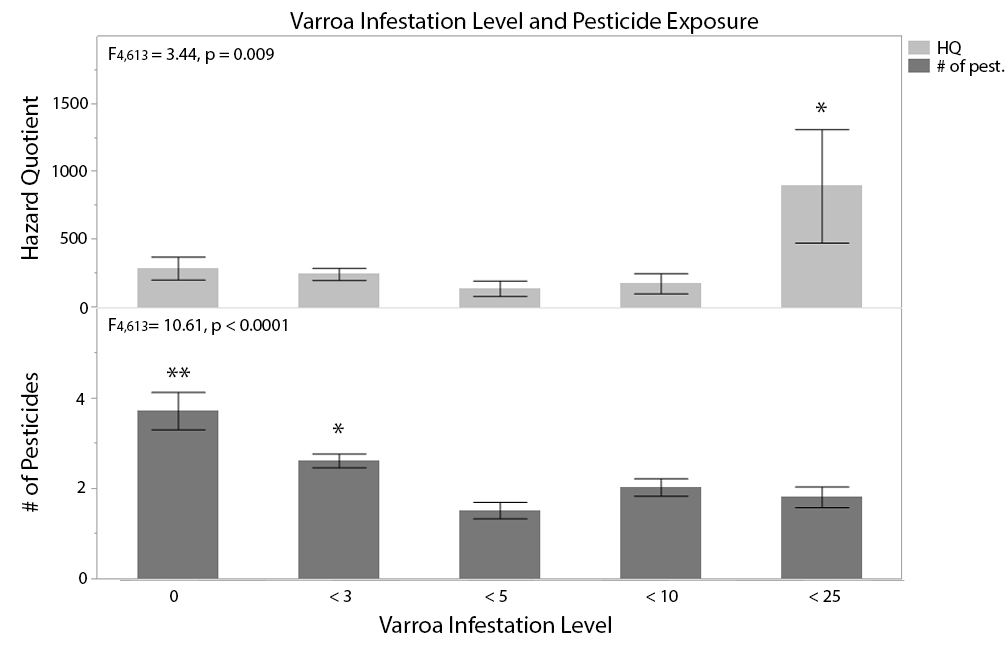 Varroa Infestation Level and Pesticide Exposure
F4,613 = 3.44, p = 0.009
HQ
# of pest.
Hazard Quotient
1500
1000
500
0
*
F4,613= 10.61, p < 0.0001
# of Pesticides
4
2
0
**
*
0
< 3
< 5
< 10
< 25
Varroa Infestation Level